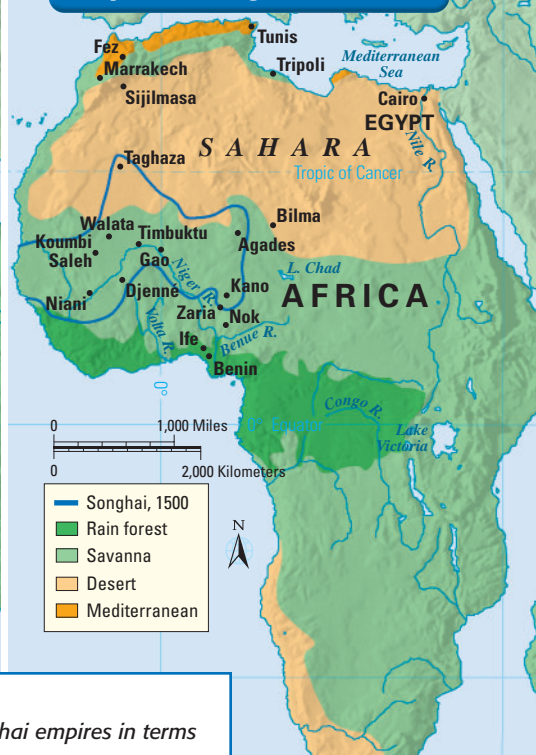 Fez
Tunis
Mediterranean
Sea
Marrakech
Tripoli
Sijilmasa
Cairo
EGYPT
Nile R.
SAHARA
Taghaza
Tropic of Cancer
Walata
Timbuktu
Bilma
Koumbi
Saleh
Gao
Agades
L. Chad
Niger R.
Kano
AFRICA
Niani
Djenné
Zaria
Nok
Volta R.
Ife
Benue R.
Benin
0°
Congo R.
0° Equator
Lake
Victoria
0 1,000 Miles
0 2,000 Kilometers
Songhai, 1500
Rain forest
Savanna
Desert
Mediterranean
N
hai empires in terms